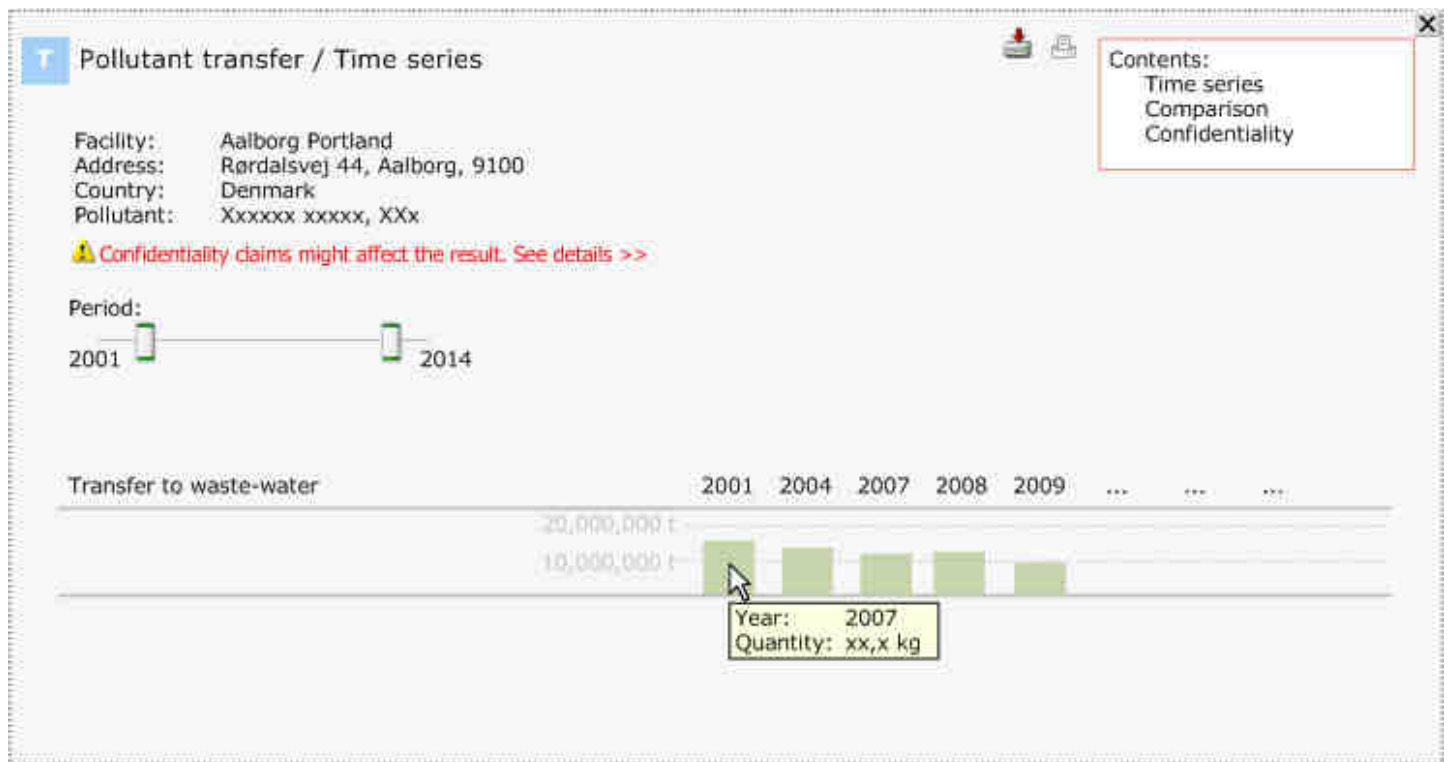 X
T Pollutant transfer / Time series
Contents:
Time series
Comparison
Confidentiality
Facility: Aalborg Portland
Address: Rørdalsvej 44, Aalborg, 9100
Country: Denmark
Pollutant: Xxxxxx xxxxx, XXx
Confidentiality claims might affect the result. See details >>
Period:
2001 2014
Transfer to waste-water 2001 2004 2007 2008 2009 ... ... ...
20,000,000 t
10,000,000 t
Year: 2007
Quantity: xx,x kg